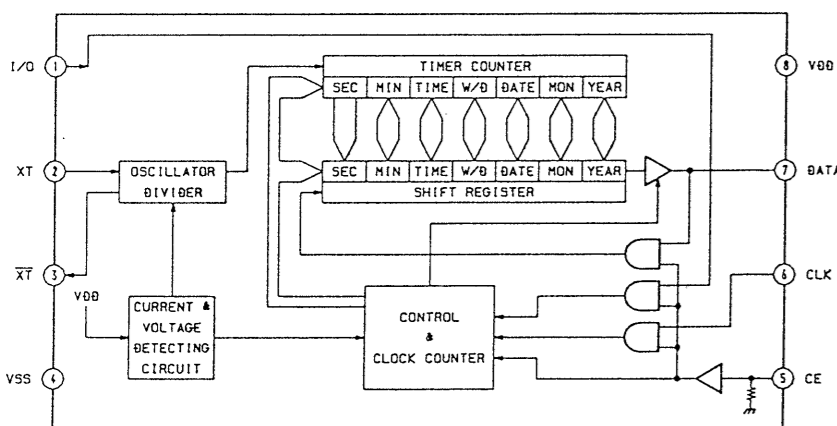 I/O
1
8
VDD
TIMER COUNTER
SEC MIN TIME W/D DATE MON YEAR
XT
2
OSCILLATOR
DIVIDER
SEC MIN TIME W/D DATE MON YEAR
SHIFT REGISTER
7
DATA
XT
3
VDD
CURRENT &
VOLTAGE
DETECTING
CIRCUIT
CONTROL
&
CLOCK COUNTER
6
CLK
VSS
4
5
CE